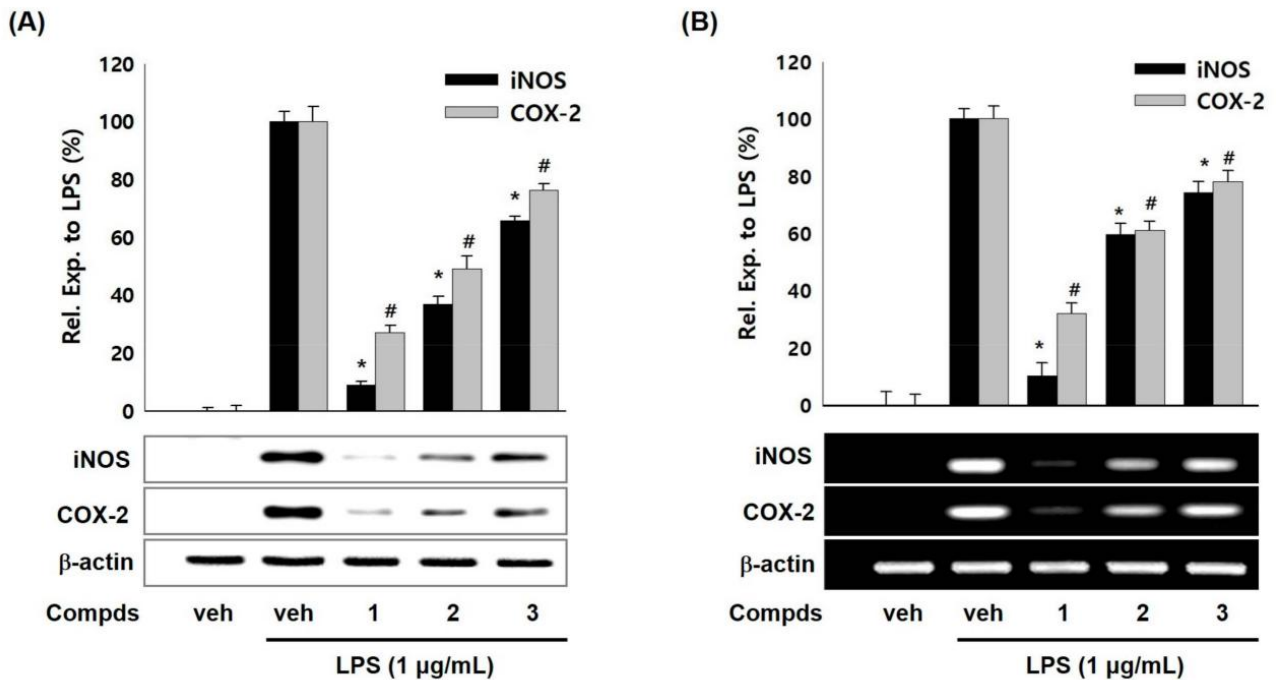 (A)
120
100
80
60
40
20
0
Rel. Exp. to LPS (%)
iNOS
COX-2
* # * # * #
iNOS
COX-2
β-actin
Compds veh veh 1 2 3
LPS (1 µg/mL)
(B)
120
100
80
60
40
20
0
Rel. Exp. to LPS (%)
iNOS
COX-2
* # * # * #
iNOS
COX-2
β-actin
Compds veh veh 1 2 3
LPS (1 µg/mL)